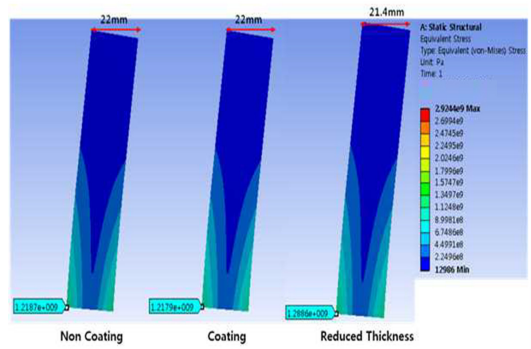 22mm
22mm
21.4mm
A: Static Structural
Equivalent Stress
Type: Equivalent (von-Mises) Stress
Unit: Pa
Time: 1
2.9244e9 Max
2.6994e9
2.4745e9
2.2495e9
2.0246e9
1.7996e9
1.5747e9
1.3497e9
1.1248e9
8.9981e8
6.7486e8
4.4991e8
2.2496e8
12986 Min
1.2187e+009
1.2179e+009
1.2886e+009
Non Coating
Coating
Reduced Thickness